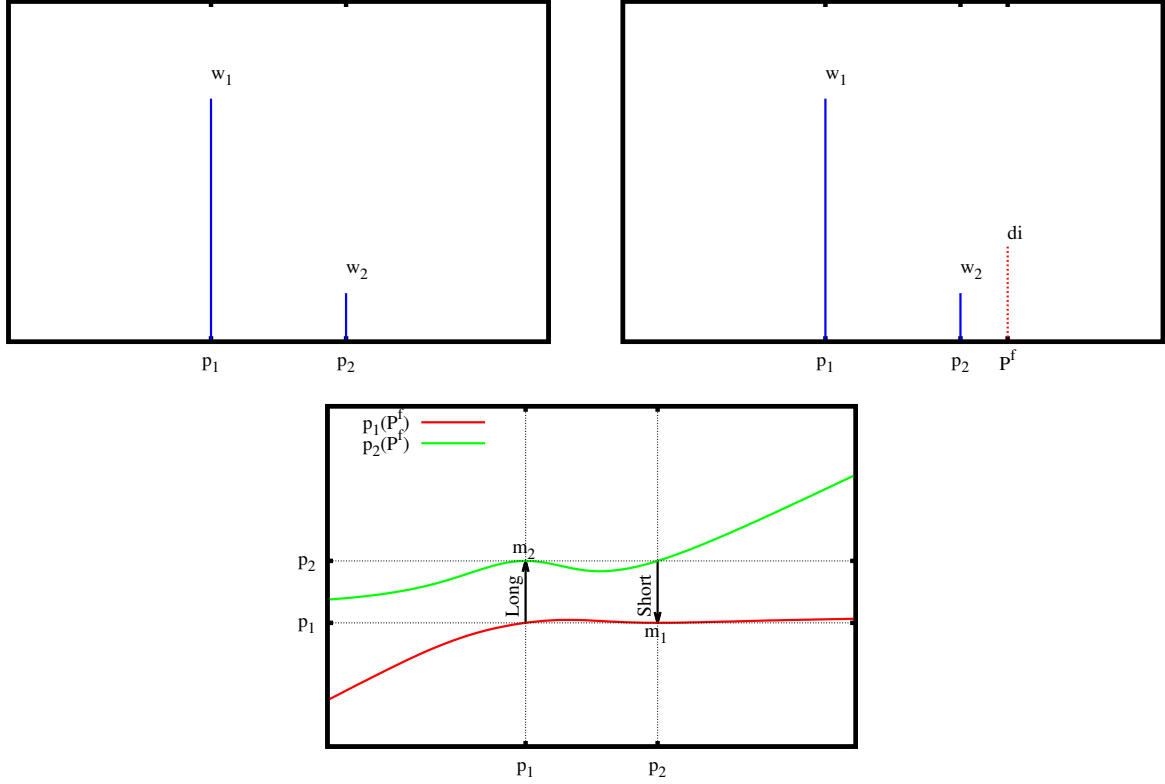 w₁
w₂
p₁ p₂
w₁
di
w₂
p₁ p₂ Pᶠ
p₁(Pᶠ)
p₂(Pᶠ)
m₂
p₂
Long
Short
p₁
m₁
p₁ p₂